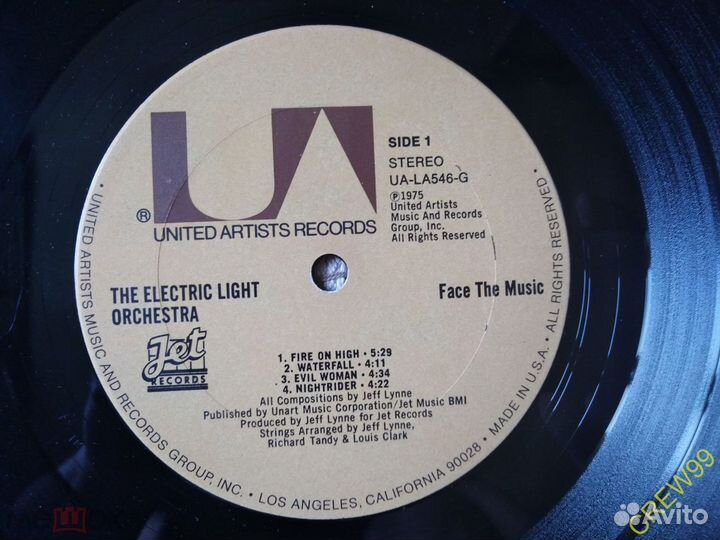 UA
®
UNITED ARTISTS RECORDS
SIDE 1
STEREO
UA-LA546-G
℗1975
United Artists
Music And Records
Group, Inc.
All Rights Reserved
THE ELECTRIC LIGHT
ORCHESTRA
Face The Music
Jet
RECORDS
1. FIRE ON HIGH • 5:29
2. WATERFALL • 4:11
3. EVIL WOMAN • 4:34
4. NIGHTRIDER • 4:22
All Compositions by Jeff Lynne
Published by Unart Music Corporation/Jet Music BMI
Produced by Jeff Lynne for Jet Records
Strings Arranged by Jeff Lynne,
Richard Tandy & Louis Clark
• UNITED ARTISTS MUSIC AND RECORDS GROUP, INC. • LOS ANGELES, CALIFORNIA 90028 • MADE IN U.S.A. • ALL RIGHTS RESERVED.
CREW99
Avito